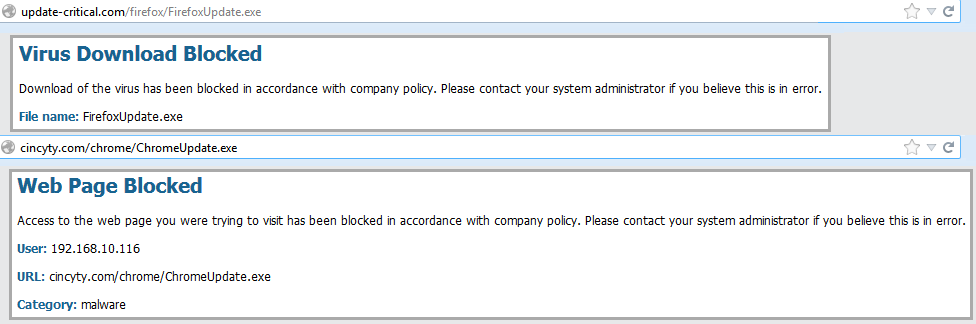 update-critical.com/firefox/FirefoxUpdate.exe
Virus Download Blocked
Download of the virus has been blocked in accordance with company policy. Please contact your system administrator if you believe this is in error.
File name: FirefoxUpdate.exe
cincyty.com/chrome/ChromeUpdate.exe
Web Page Blocked
Access to the web page you were trying to visit has been blocked in accordance with company policy. Please contact your system administrator if you believe this is in error.
User: 192.168.10.116
URL: cincyty.com/chrome/ChromeUpdate.exe
Category: malware